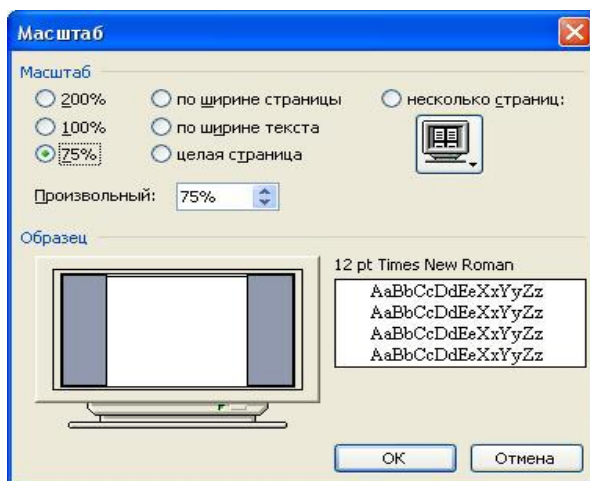 Масштаб
Масштаб
200% по ширине страницы несколько страниц:
100% по ширине текста
75% целая страница
Произвольный: 75%
Образец
12 pt Times New Roman
AaBbCcDdEeXxYyZz
AaBbCcDdEeXxYyZz
AaBbCcDdEeXxYyZz
AaBbCcDdEeXxYyZz
ОК Отмена